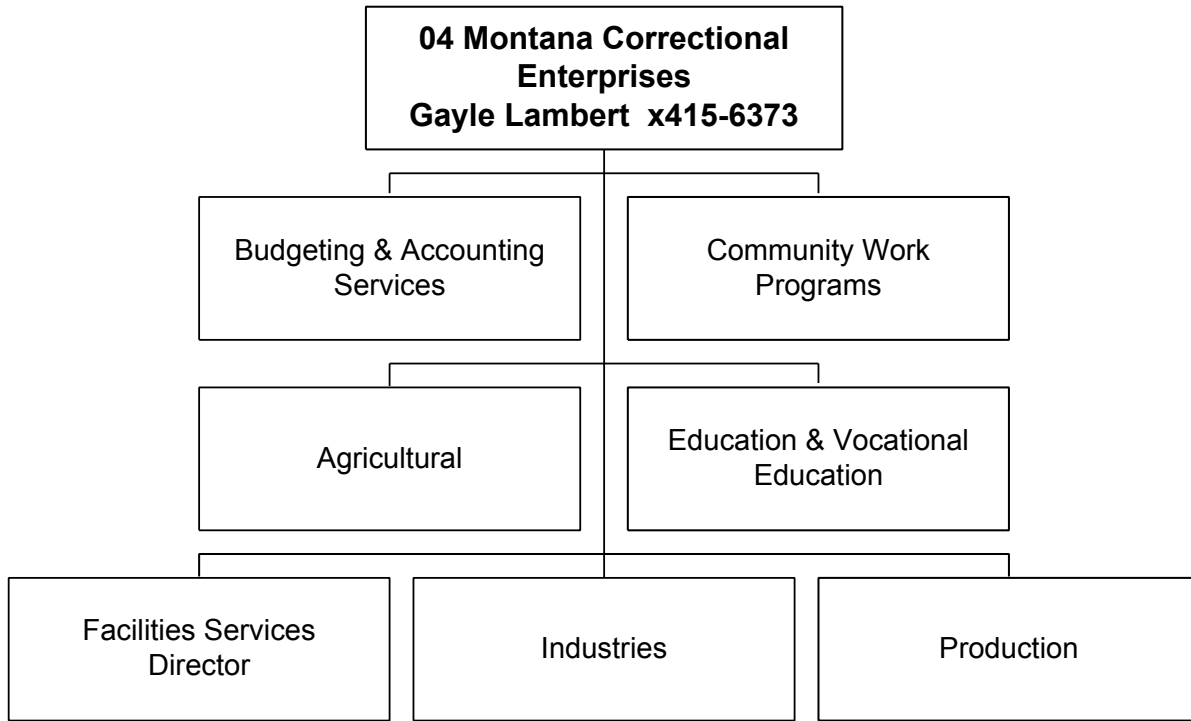 04 Montana Correctional
Enterprises
Gayle Lambert x415-6373
Budgeting & Accounting
Services
Community Work
Programs
Agricultural
Education & Vocational
Education
Facilities Services
Director
Industries
Production